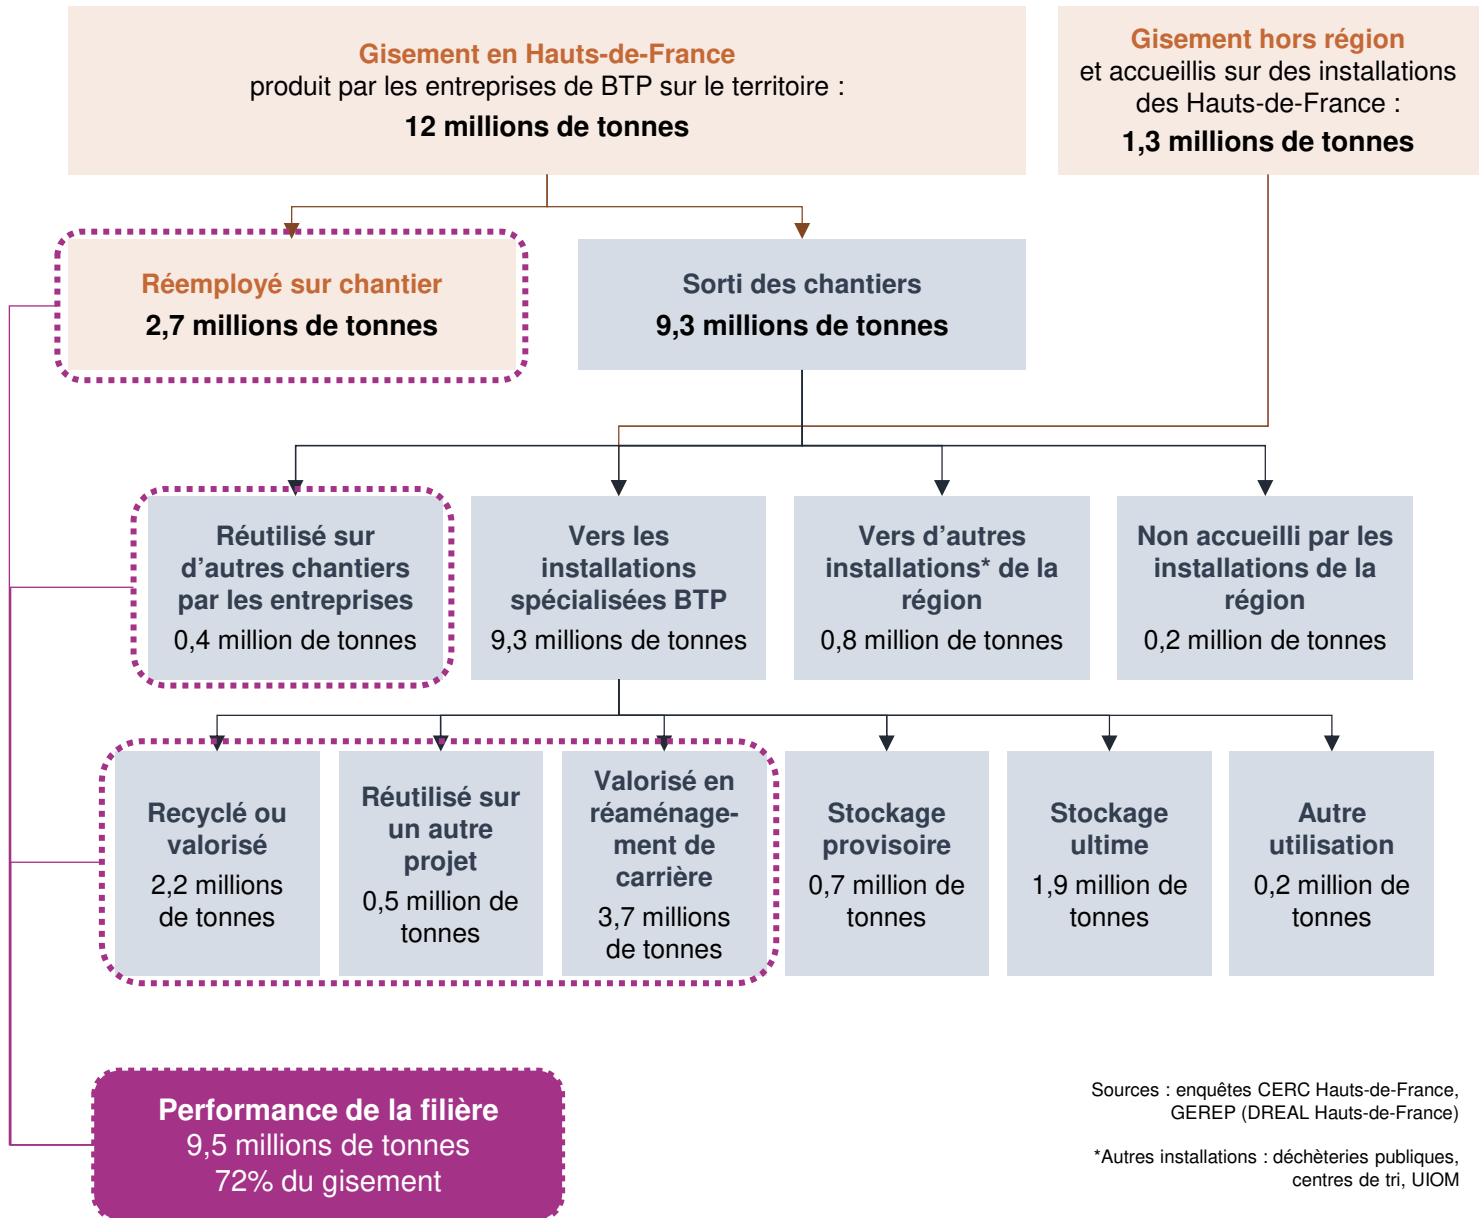 Gisement en Hauts-de-France
produit par les entreprises de BTP sur le territoire :
12 millions de tonnes
Gisement hors région
et accueillis sur des installations
des Hauts-de-France :
1,3 millions de tonnes
Réemployé sur chantier
2,7 millions de tonnes
Sorti des chantiers
9,3 millions de tonnes
Réutilisé sur
d'autres chantiers
par les entreprises
0,4 million de tonnes
Vers les
installations
spécialisées BTP
9,3 millions de tonnes
Vers d'autres
installations* de la
région
0,8 million de tonnes
Non accueilli par les
installations de la
région
0,2 million de tonnes
Recyclé ou
valorisé
2,2 millions
de tonnes
Réutilisé sur
un autre
projet
0,5 million de
tonnes
Valorisé en
réaménage-
ment de
carrière
3,7 millions
de tonnes
Stockage
provisoire
0,7 million de
tonnes
Stockage
ultime
1,9 million de
tonnes
Autre
utilisation
0,2 million de
tonnes
Performance de la filière
9,5 millions de tonnes
72% du gisement
Sources : enquêtes CERC Hauts-de-France,
GEREP (DREAL Hauts-de-France)
*Autres installations : déchèteries publiques,
centres de tri, UIOM